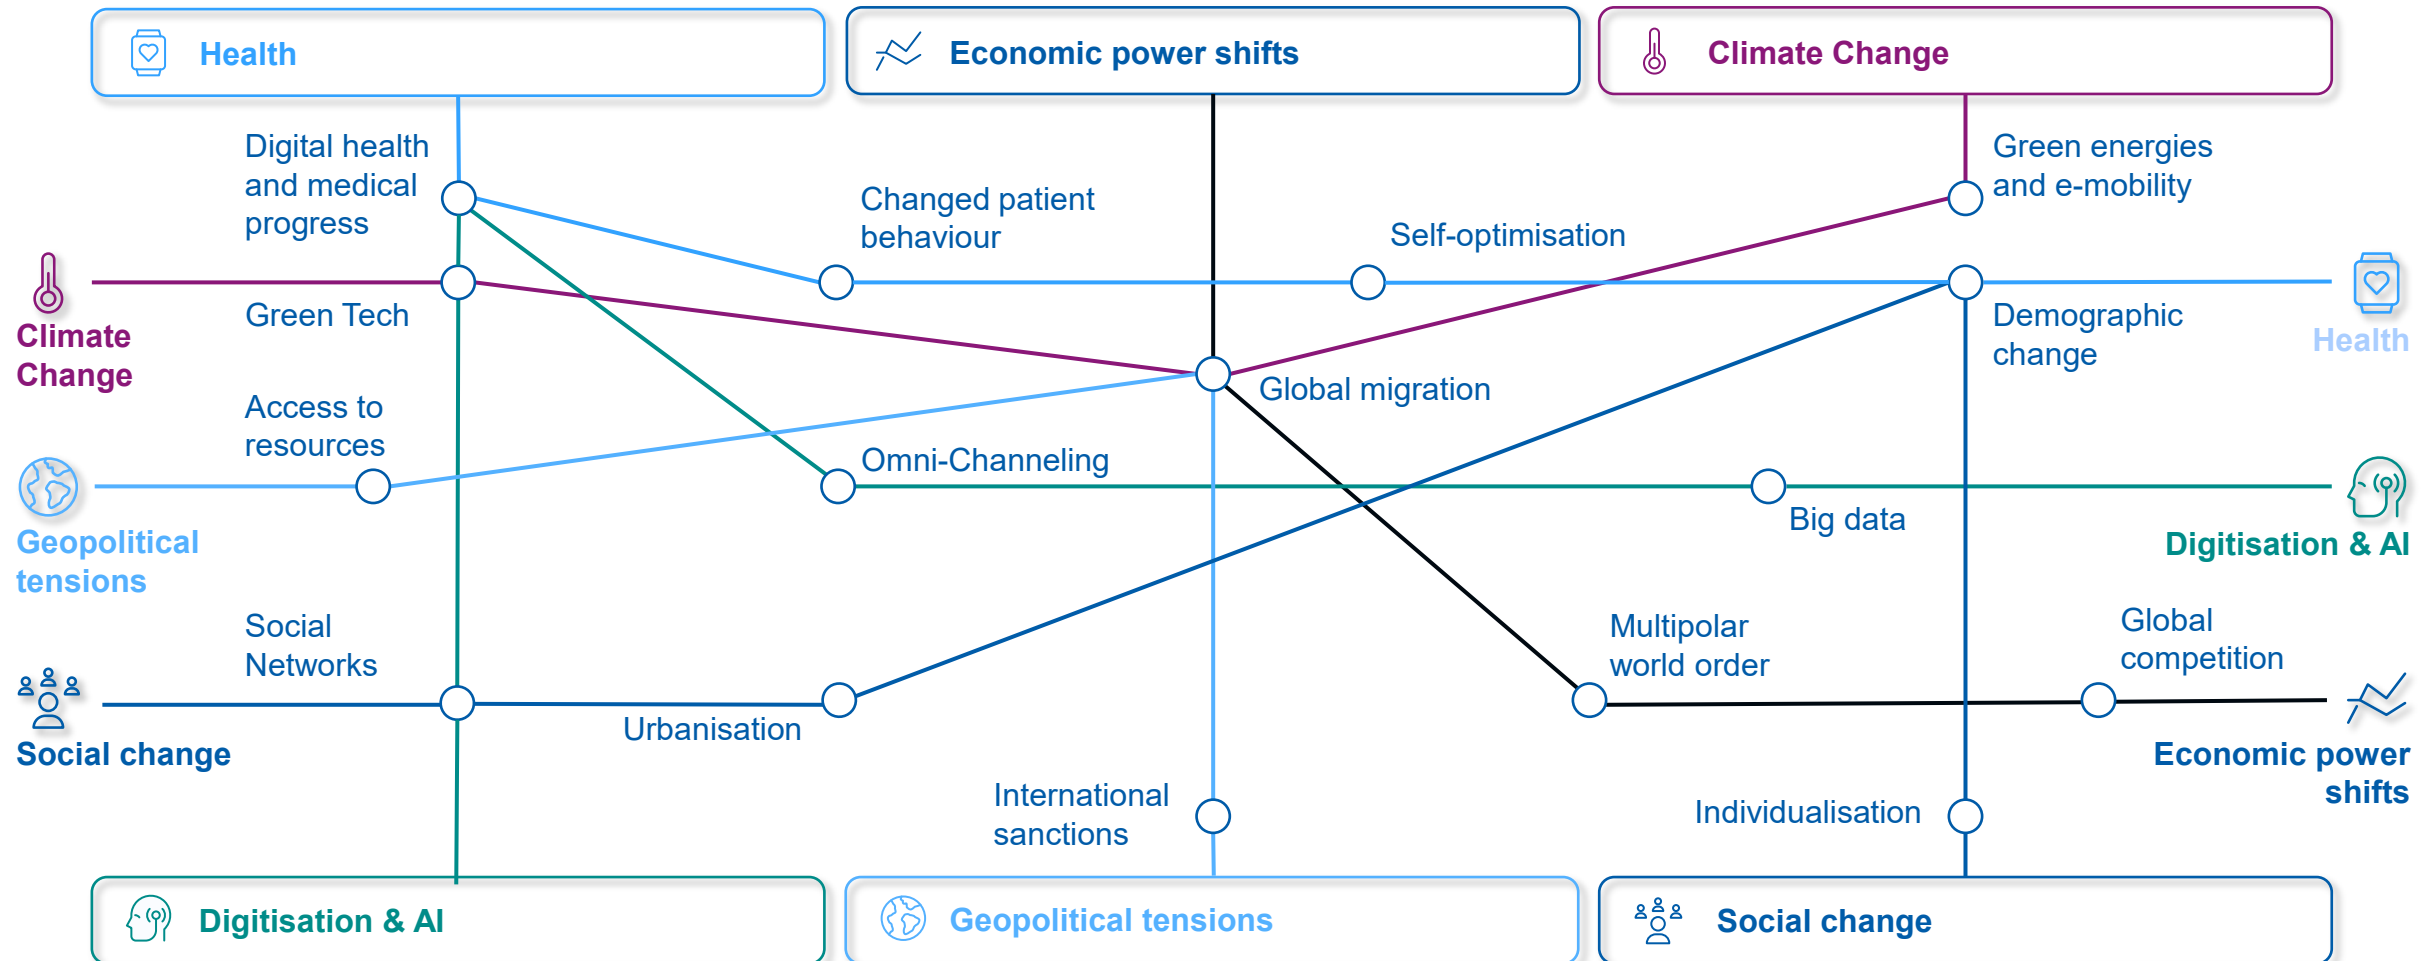 Health
Economic power shifts
Climate Change
Digital health
and medical
progress
Changed patient
behaviour
Self-optimisation
Green energies
and e-mobility
Climate
Change
Green Tech
Global migration
Demographic
change
Health
Access to
resources
Omni-Channeling
Big data
Geopolitical
tensions
Digitisation & AI
Social
Networks
Urbanisation
Multipolar
world order
Global
competition
Social change
Economic power
shifts
International
sanctions
Individualisation
Digitisation & AI
Geopolitical tensions
Social change